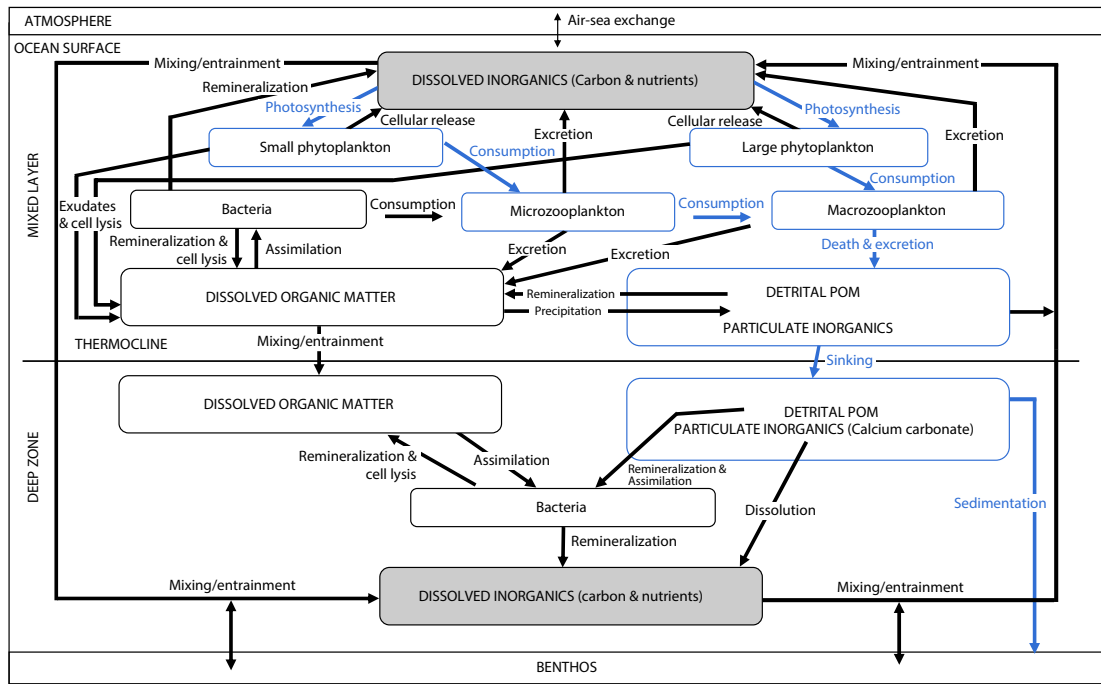 ATMOSPHERE
Air-sea exchange
OCEAN SURFACE
Mixing/entrainment
DISSOLVED INORGANICS (Carbon & nutrients)
Mixing/entrainment
Remineralization
Photosynthesis
Cellular release
Excretion
Cellular release
Photosynthesis
Excretion
Small phytoplankton
Consumption
Large phytoplankton
Consumption
MIXED LAYER
Exudates
& cell lysis
Bacteria
Consumption
Microzooplankton
Consumption
Macrozooplankton
Remineralization &
cell lysis
Assimilation
Excretion
Excretion
Death & excretion
DISSOLVED ORGANIC MATTER
Remineralization
Precipitation
DETRITAL POM
PARTICULATE INORGANICS
THERMOCLINE
Mixing/entrainment
Sinking
DEEP ZONE
DISSOLVED ORGANIC MATTER
DETRITAL POM
PARTICULATE INORGANICS (Calcium carbonate)
Remineralization &
cell lysis
Assimilation
Remineralization &
Assimilation
Bacteria
Dissolution
Sedimentation
Remineralization
Mixing/entrainment
DISSOLVED INORGANICS (carbon & nutrients)
Mixing/entrainment
BENTHOS